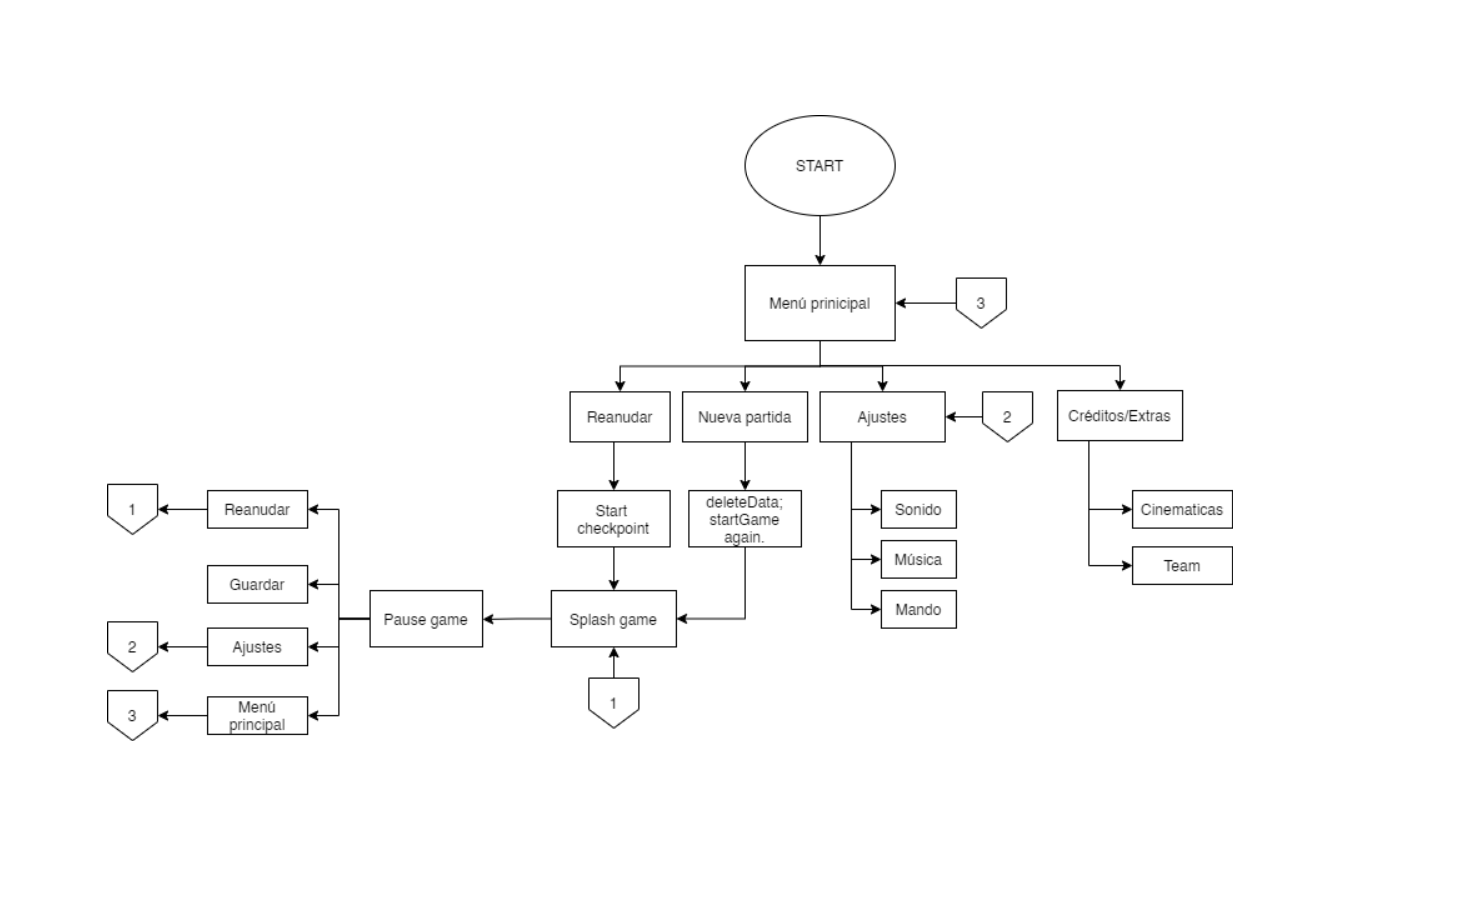 START
Menú prinicipal
3
Reanudar
Nueva partida
Ajustes
2
Créditos/Extras
1
Reanudar
Start
checkpoint
deleteData;
startGame
again.
Sonido
Cinematicas
Música
Team
Guardar
Mando
Pause game
Splash game
2
Ajustes
3
Menú
principal
1